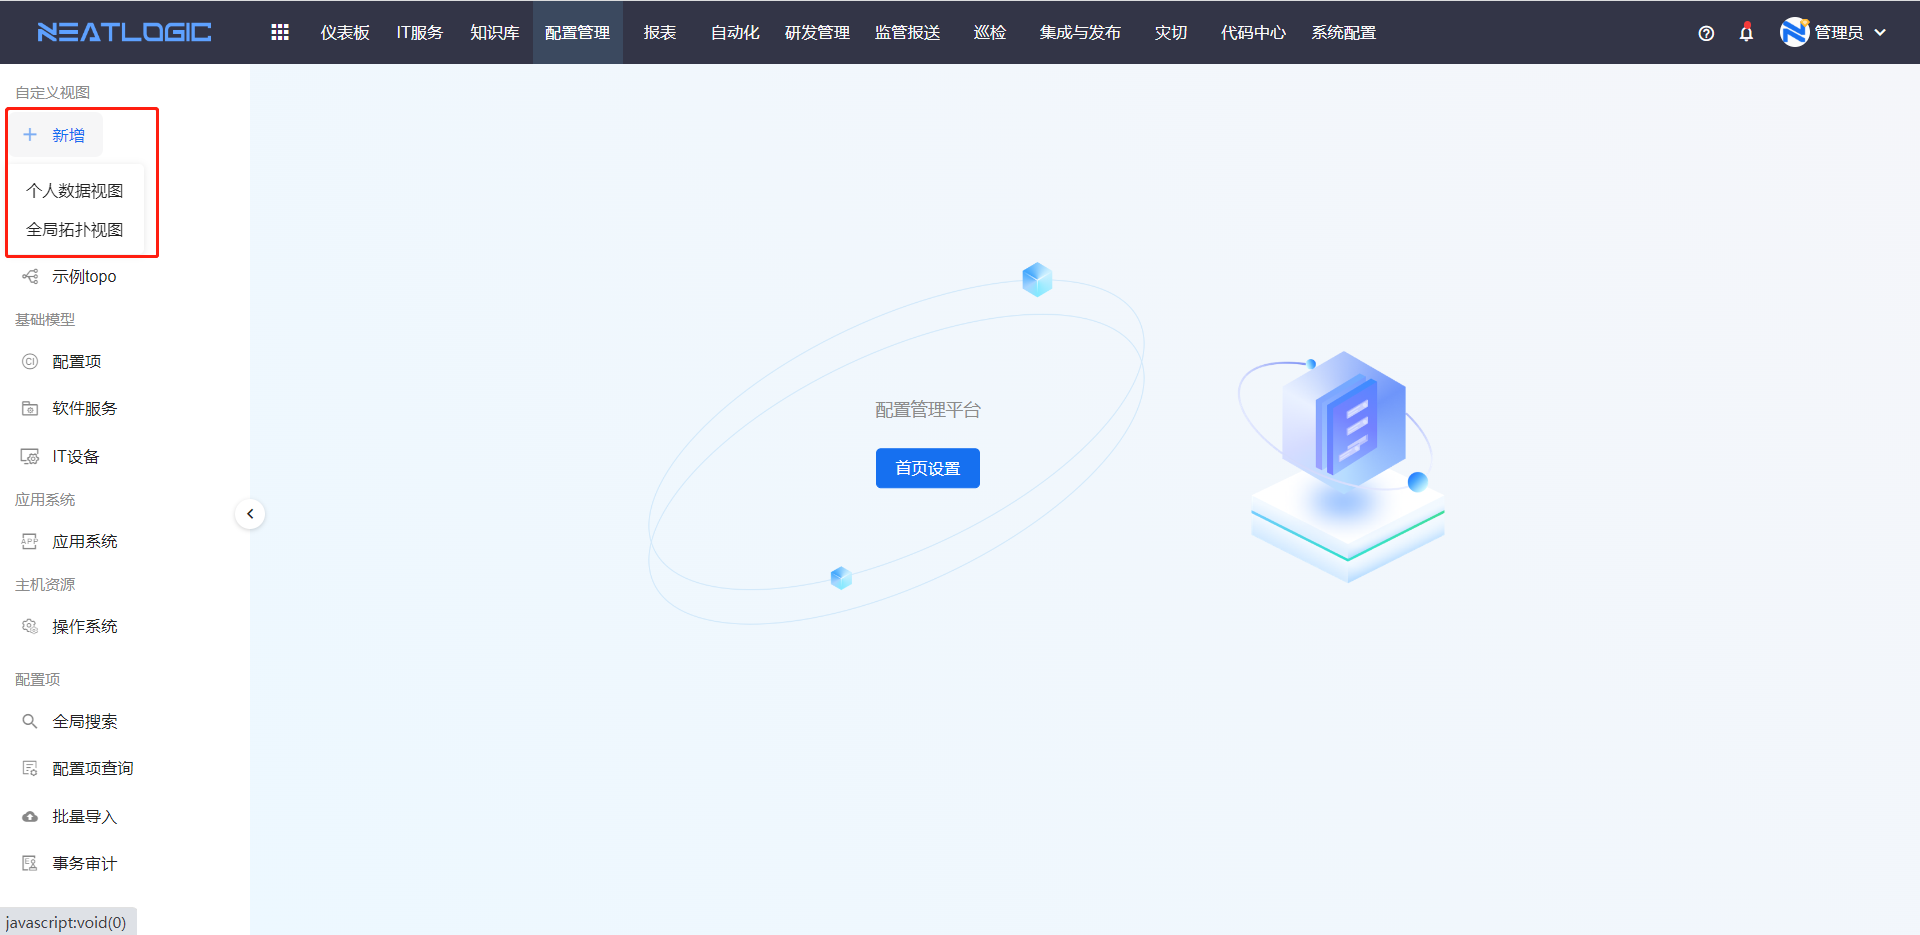 NEATLOGIC
仪表板
IT服务
知识库
配置管理
报表
自动化
研发管理
监管报送
巡检
集成与发布
灾切
代码中心
系统配置
管理员
自定义视图
新增
个人数据视图
全局拓扑视图
示例topo
基础模型
配置项
软件服务
IT设备
应用系统
应用系统
主机资源
操作系统
配置项
全局搜索
配置项查询
批量导入
事务审计
javascript:void(0)
配置管理平台
首页设置